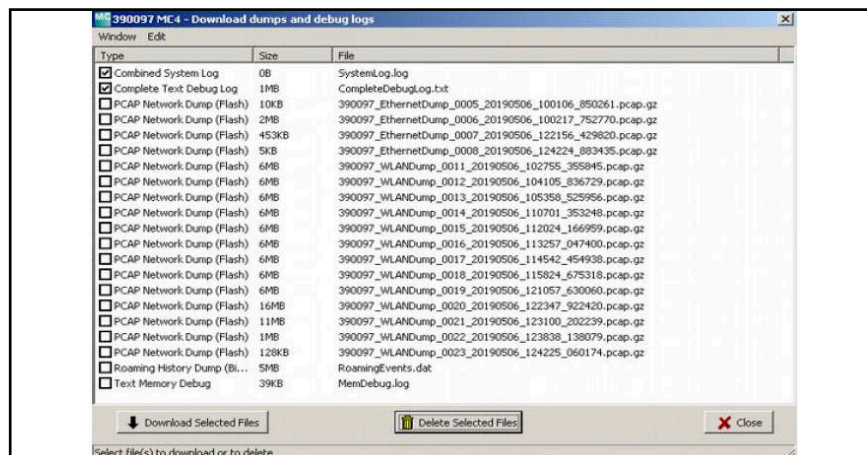 MC 390097 MC4 - Download dumps and debug logs
Window Edit
Type Size File
Combined System Log 0B SystemLog.log
Complete Text Debug Log 1MB CompleteDebugLog.txt
PCAP Network Dump (Flash) 10KB 390097_EthernetDump_0005_20190506_100106_850261.pcap.gz
PCAP Network Dump (Flash) 2MB 390097_EthernetDump_0006_20190506_100217_752770.pcap.gz
PCAP Network Dump (Flash) 453KB 390097_EthernetDump_0007_20190506_122156_429820.pcap.gz
PCAP Network Dump (Flash) 5KB 390097_EthernetDump_0008_20190506_124224_883435.pcap.gz
PCAP Network Dump (Flash) 6MB 390097_WLANDump_0011_20190506_102755_355845.pcap.gz
PCAP Network Dump (Flash) 6MB 390097_WLANDump_0012_20190506_104105_836729.pcap.gz
PCAP Network Dump (Flash) 6MB 390097_WLANDump_0013_20190506_105358_525956.pcap.gz
PCAP Network Dump (Flash) 6MB 390097_WLANDump_0014_20190506_110701_353248.pcap.gz
PCAP Network Dump (Flash) 6MB 390097_WLANDump_0015_20190506_112024_166959.pcap.gz
PCAP Network Dump (Flash) 6MB 390097_WLANDump_0016_20190506_113257_047400.pcap.gz
PCAP Network Dump (Flash) 6MB 390097_WLANDump_0017_20190506_114542_454938.pcap.gz
PCAP Network Dump (Flash) 6MB 390097_WLANDump_0018_20190506_115824_675318.pcap.gz
PCAP Network Dump (Flash) 6MB 390097_WLANDump_0019_20190506_121057_630060.pcap.gz
PCAP Network Dump (Flash) 16MB 390097_WLANDump_0020_20190506_122347_922420.pcap.gz
PCAP Network Dump (Flash) 11MB 390097_WLANDump_0021_20190506_123100_202239.pcap.gz
PCAP Network Dump (Flash) 1MB 390097_WLANDump_0022_20190506_123838_138079.pcap.gz
PCAP Network Dump (Flash) 128KB 390097_WLANDump_0023_20190506_124225_060174.pcap.gz
Roaming History Dump (Bi... 5MB RoamingEvents.dat
Text Memory Debug 39KB MemDebug.log
Download Selected Files Delete Selected Files Close
Select file(s) to download or to delete